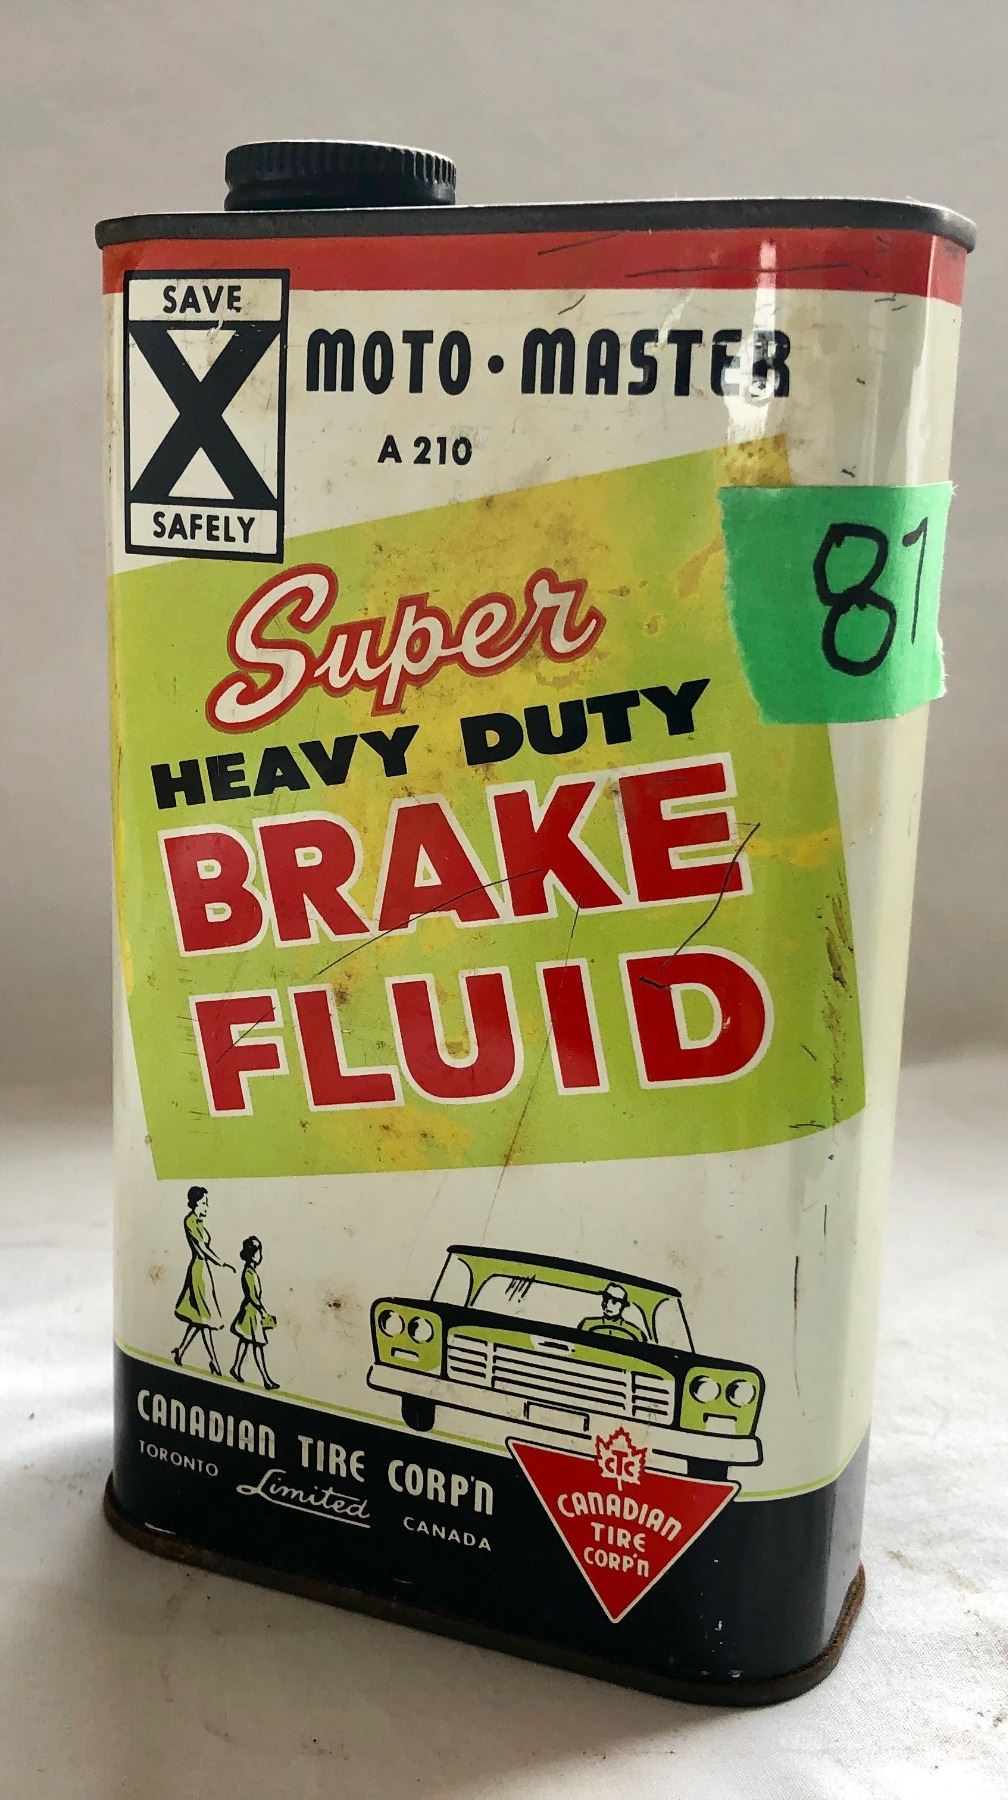 SAVE
X
SAFELY
MOTO • MASTER
A 210
87
Super
HEAVY DUTY
BRAKE
FLUID
CANADIAN TIRE CORP'N
TORONTO Limited CANADA
CTC
CANADIAN
TIRE
CORP'N